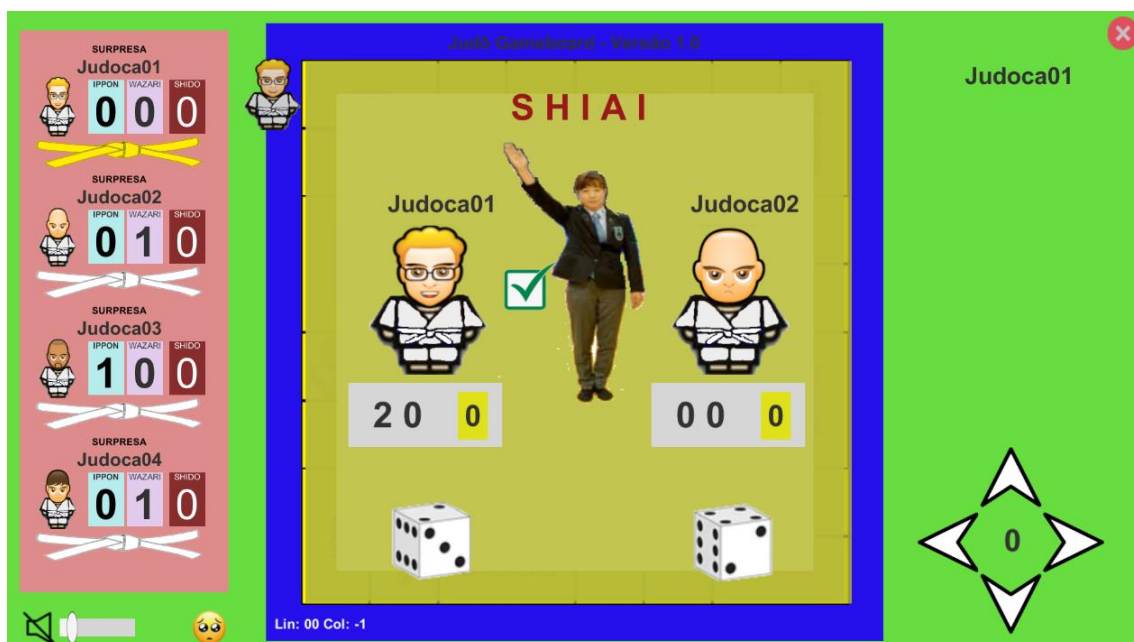 SURPRESA
Judoca01
IPPON WAZARI SHIDO
0 0 0
SURPRESA
Judoca02
IPPON WAZARI SHIDO
0 1 0
SURPRESA
Judoca03
IPPON WAZARI SHIDO
1 0 0
SURPRESA
Judoca04
IPPON WAZARI SHIDO
0 1 0
Judô Gameboard - Versão 1.0
SHIAI
Judoca01
Judoca02
2 0 0
0 0 0
Lin: 00 Col: -1
Judoca01
0